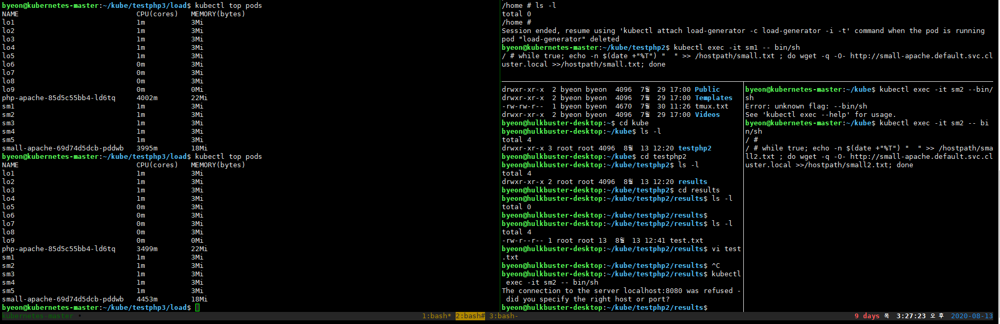 byeon@kubernetes-master:~/kube/testphp3/load$ kubectl top pods
NAME                            CPU(cores)   MEMORY(bytes)
lo1                             1m           3Mi
lo2                             1m           3Mi
lo3                             1m           3Mi
lo4                             1m           3Mi
lo5                             1m           3Mi
lo6                             0m           3Mi
lo7                             0m           3Mi
lo8                             0m           3Mi
lo9                             0m           0Mi
php-apache-85d5c55bb4-ld6tq     4002m        22Mi
sm1                             1m           3Mi
sm2                             1m           3Mi
sm3                             1m           3Mi
sm4                             1m           3Mi
sm5                             1m           3Mi
small-apache-69d74d5dcb-pddwb   3995m        18Mi
byeon@kubernetes-master:~/kube/testphp3/load$ kubectl top pods
NAME                            CPU(cores)   MEMORY(bytes)
lo1                             1m           3Mi
lo2                             1m           3Mi
lo3                             1m           3Mi
lo4                             1m           3Mi
lo5                             0m           3Mi
lo6                             0m           3Mi
lo7                             0m           3Mi
lo8                             0m           3Mi
lo9                             0m           0Mi
php-apache-85d5c55bb4-ld6tq     3499m        22Mi
sm1                             1m           3Mi
sm2                             1m           3Mi
sm3                             1m           3Mi
sm4                             1m           3Mi
sm5                             1m           3Mi
small-apache-69d74d5dcb-pddwb   4453m        18Mi
byeon@kubernetes-master:~/kube/testphp3/load$
/home # ls -l
total 0
/home #
Session ended, resume using 'kubectl attach load-generator -c load-generator -i -t' command when the pod is running
pod "load-generator" deleted
byeon@kubernetes-master:~/kube/testphp2$ kubectl exec -it sm1 -- bin/sh
/ # while true; echo -n $(date +"%T") "  " >> /hostpath/small.txt ; do wget -q -O- http://small-apache.default.svc.cl
uster.local >>/hostpath/small.txt; done
drwxr-xr-x  2 byeon byeon  4096  7월  29 17:00 Public
drwxr-xr-x  2 byeon byeon  4096  7월  29 17:00 Templates
-rw-rw-r--  1 byeon byeon  4670  7월  30 11:26 tmux.txt
drwxr-xr-x  2 byeon byeon  4096  7월  29 17:00 Videos
byeon@hulkbuster-desktop:~$ cd kube
byeon@hulkbuster-desktop:~/kube$ ls -l
total 4
drwxr-xr-x 3 root root 4096  8월  13 12:20 testphp2
byeon@hulkbuster-desktop:~/kube$ cd testphp2
byeon@hulkbuster-desktop:~/kube/testphp2$ ls -l
total 4
drwxr-xr-x 2 root root 4096  8월  13 12:20 results
byeon@hulkbuster-desktop:~/kube/testphp2$ cd results
byeon@hulkbuster-desktop:~/kube/testphp2/results$ ls -l
total 0
byeon@hulkbuster-desktop:~/kube/testphp2/results$
byeon@hulkbuster-desktop:~/kube/testphp2/results$ ls -l
total 4
-rw-r--r-- 1 root root 13  8월  13 12:41 test.txt
byeon@hulkbuster-desktop:~/kube/testphp2/results$ vi test
.txt
byeon@hulkbuster-desktop:~/kube/testphp2/results$ ^C
byeon@hulkbuster-desktop:~/kube/testphp2/results$ kubectl
 exec -it sm2 -- bin/sh
The connection to the server localhost:8080 was refused -
 did you specify the right host or port?
byeon@hulkbuster-desktop:~/kube/testphp2/results$
byeon@kubernetes-master:~/kube$ kubectl exec -it sm2 --bin/
sh
Error: unknown flag: --bin/sh
See 'kubectl exec --help' for usage.
byeon@kubernetes-master:~/kube$ kubectl exec -it sm2 -- bi
n/sh
/ #
/ # while true; echo -n $(date +"%T") "  " >> /hostpath/sma
ll2.txt ; do wget -q -O- http://small-apache.default.svc.cl
uster.local >>/hostpath/small2.txt; done
kubernetes-master • 1:bash* 2:bash# 3:bash- 9 days 목 3:27:23 오후 2020-08-13